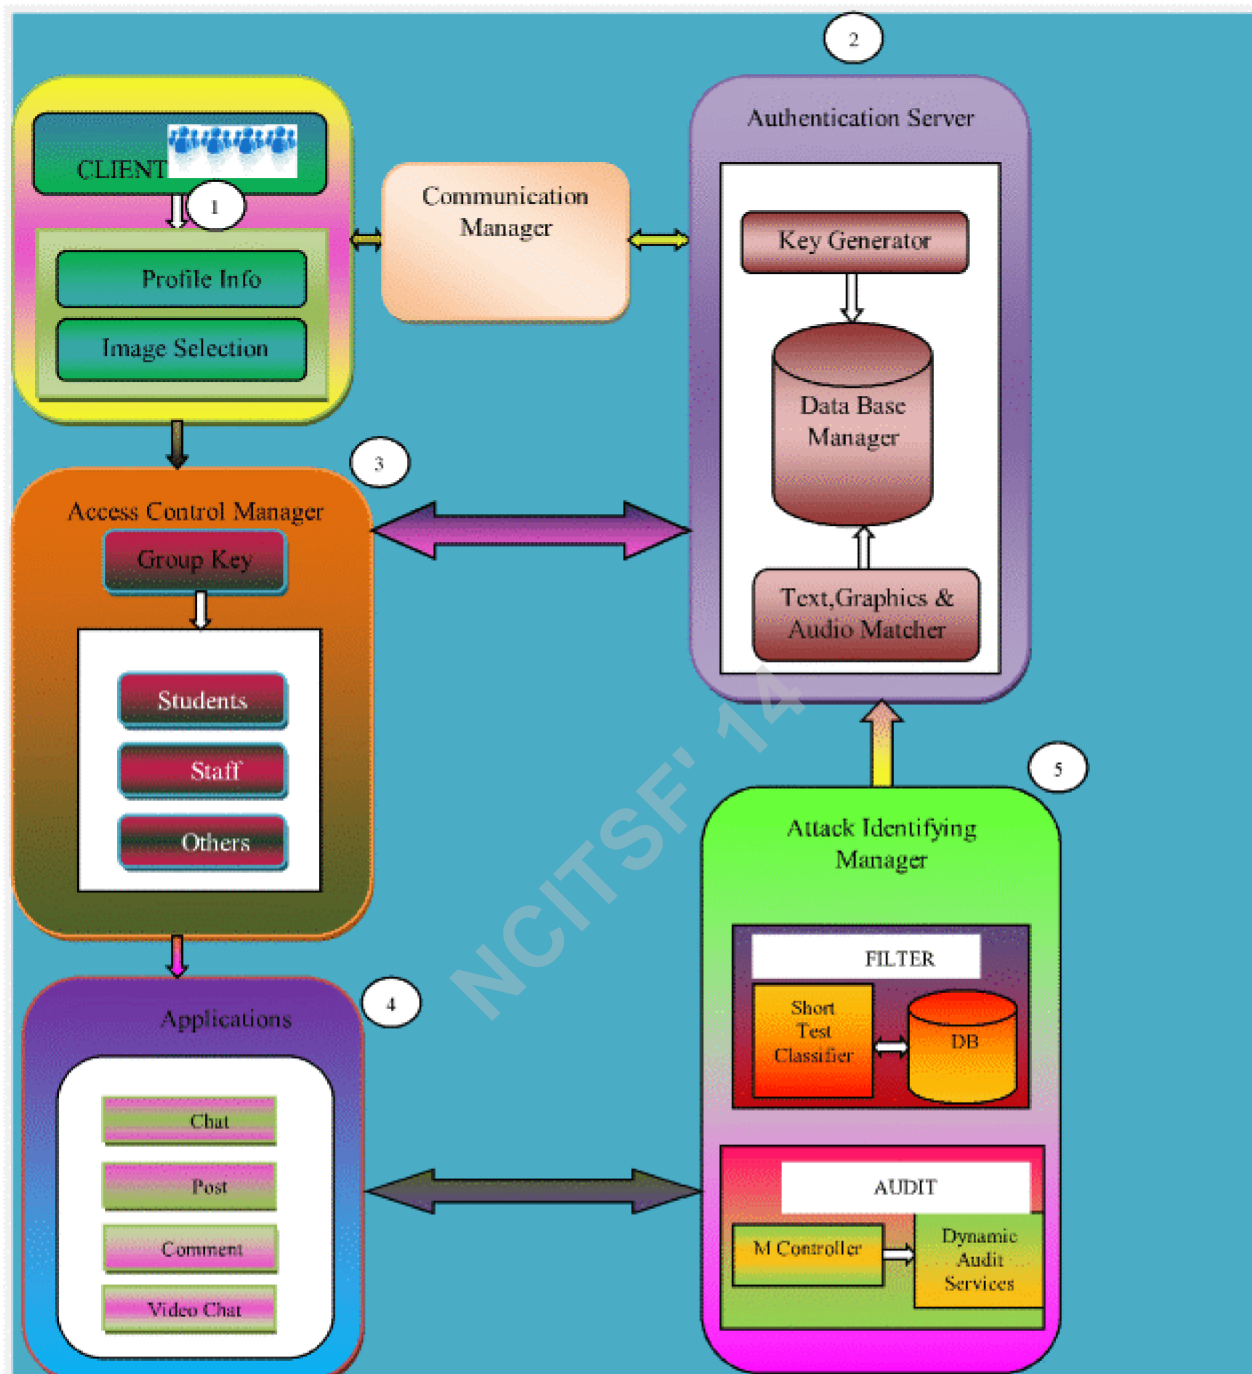 2
Authentication Server
CLIENT
1
Communication
Manager
Key Generator
Profile Info
Image Selection
Data Base
Manager
3
Access Control Manager
Group Key
Text,Graphics &
Audio Matcher
Students
Staff
Others
5
Attack Identifying
Manager
FILTER
Short
Test
Classifier
DB
4
Applications
Chat
Post
Comment
Video Chat
AUDIT
M Controller
Dynamic
Audit
Services
NCITSF' 14